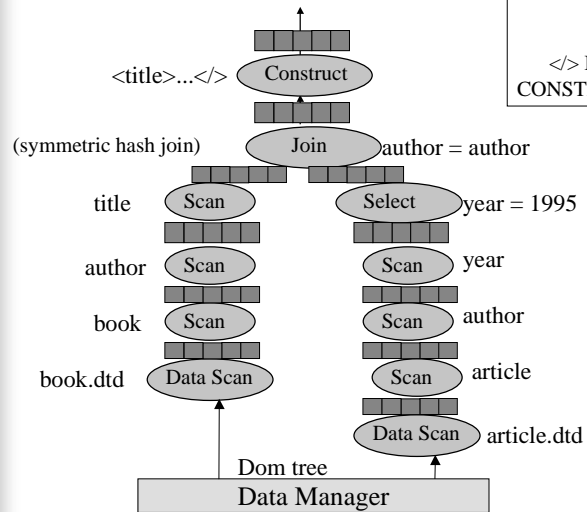 </> I
CONST
<title>...</> Construct
(symmetric hash join) Join author = author
title Scan Select year = 1995
author Scan Scan year
book Scan Scan author
book.dtd Data Scan Scan article
Data Scan article.dtd
Dom tree
Data Manager